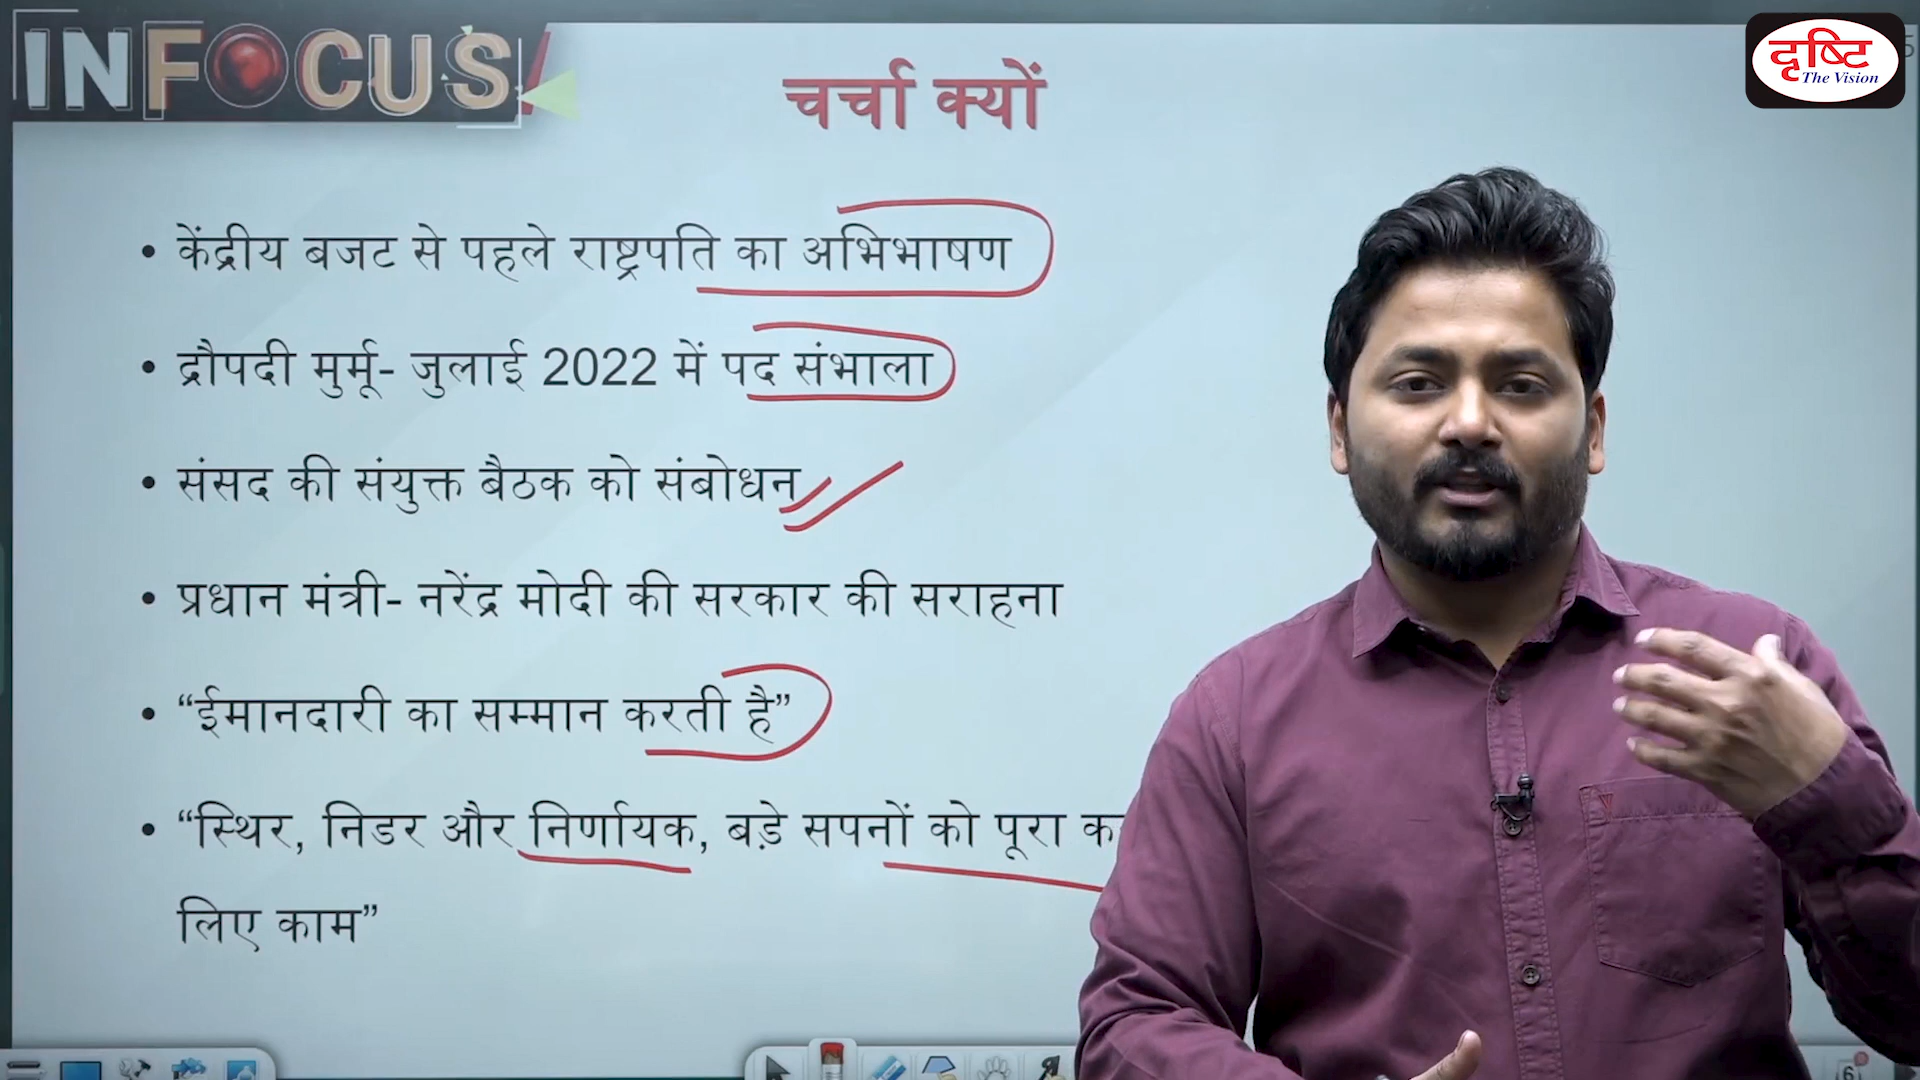 INFOCUS
चर्चा क्यों
दृष्टि
The Vision
• केंद्रीय बजट से पहले राष्ट्रपति का अभिभाषण
• द्रौपदी मुर्मू- जुलाई 2022 में पद संभाला
• संसद की संयुक्त बैठक को संबोधन
• प्रधान मंत्री- नरेंद्र मोदी की सरकार की सराहना
• “ईमानदारी का सम्मान करती है”
• “स्थिर, निडर और निर्णायक, बड़े सपनों को पूरा
लिए काम”